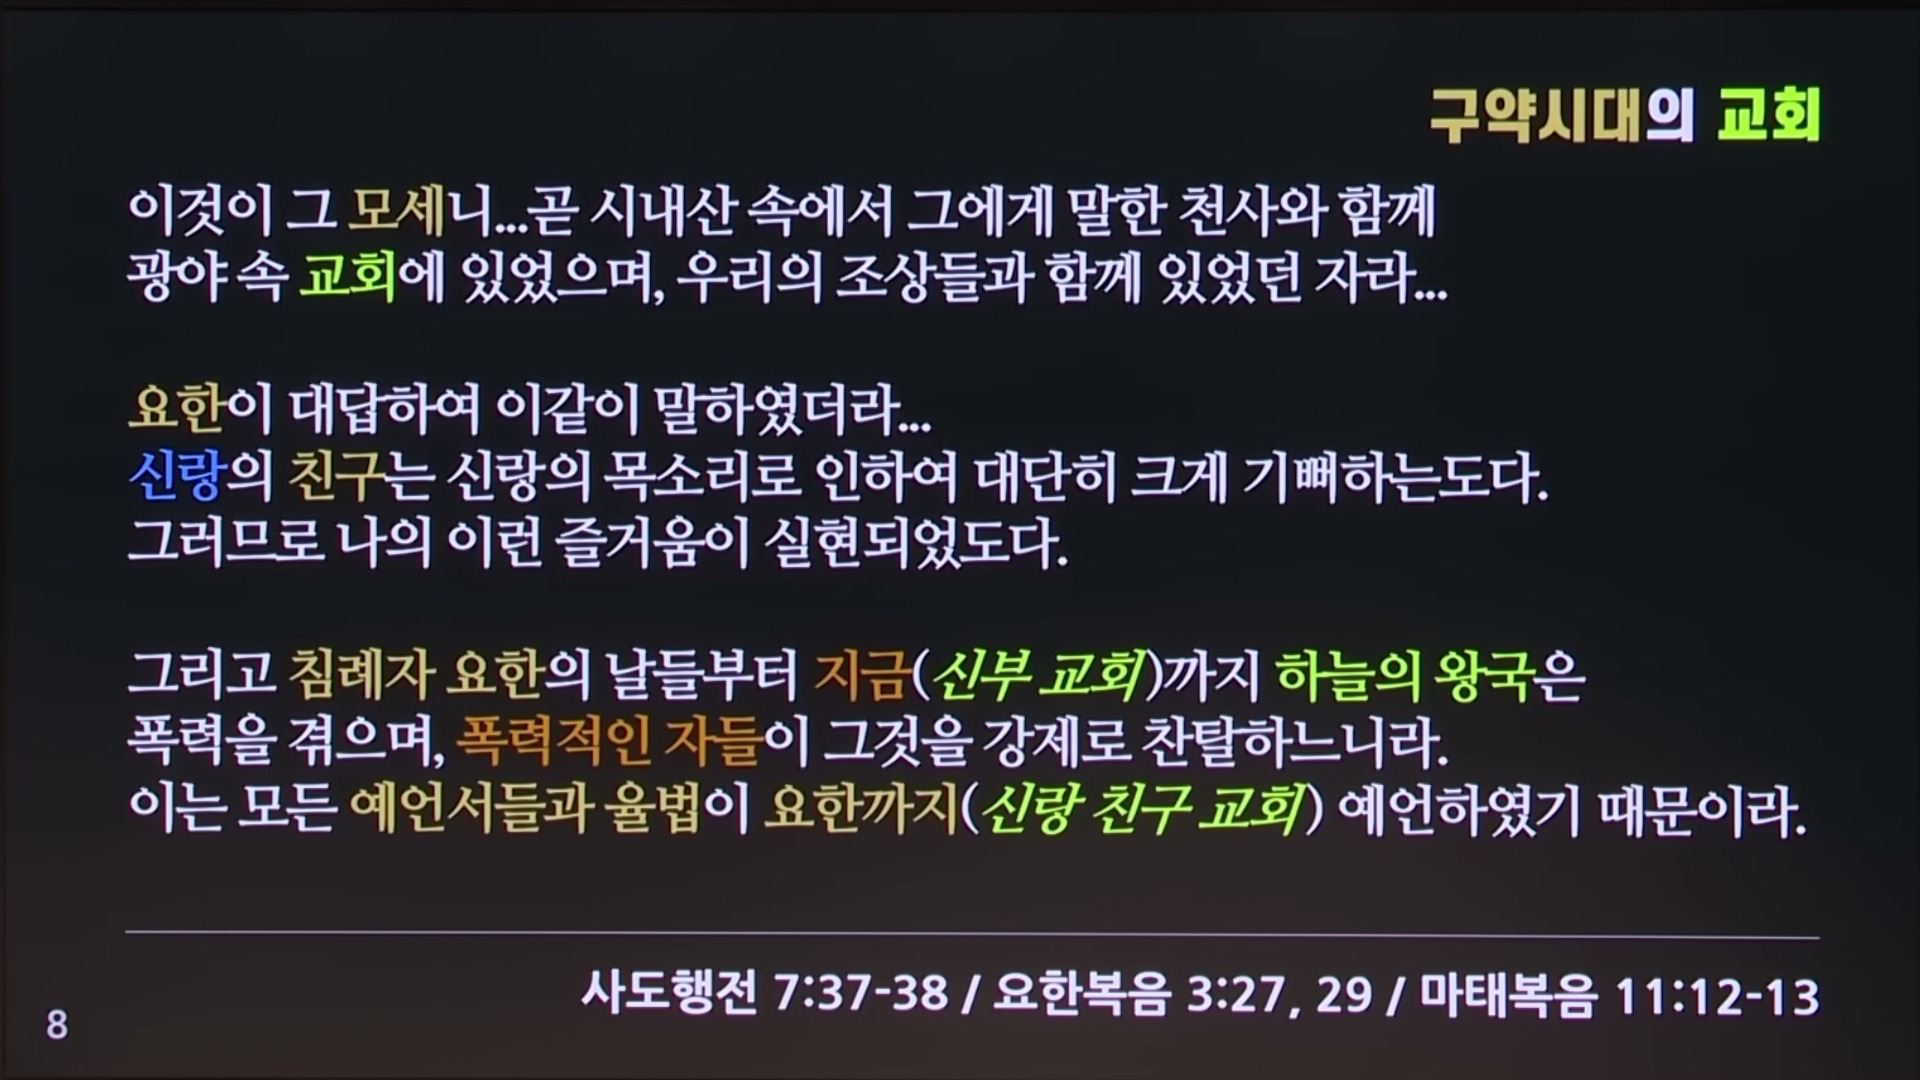 구약시대의 교회
이것이 그 모세니...곧 시내산 속에서 그에게 말한 천사와 함께
광야 속 교회에 있었으며, 우리의 조상들과 함께 있었던 자라...
요한이 대답하여 이같이 말하였더라...
신랑의 친구는 신랑의 목소리로 인하여 대단히 크게 기뻐하는도다.
그러므로 나의 이런 즐거움이 실현되었도다.
그리고 침례자 요한의 날들부터 지금(신부 교회)까지 하늘의 왕국은
폭력을 겪으며, 폭력적인 자들이 그것을 강제로 찬탈하느니라.
이는 모든 예언서들과 율법이 요한까지(신랑 친구 교회) 예언하였기 때문이라.
사도행전 7:37-38 / 요한복음 3:27, 29 / 마태복음 11:12-13
8